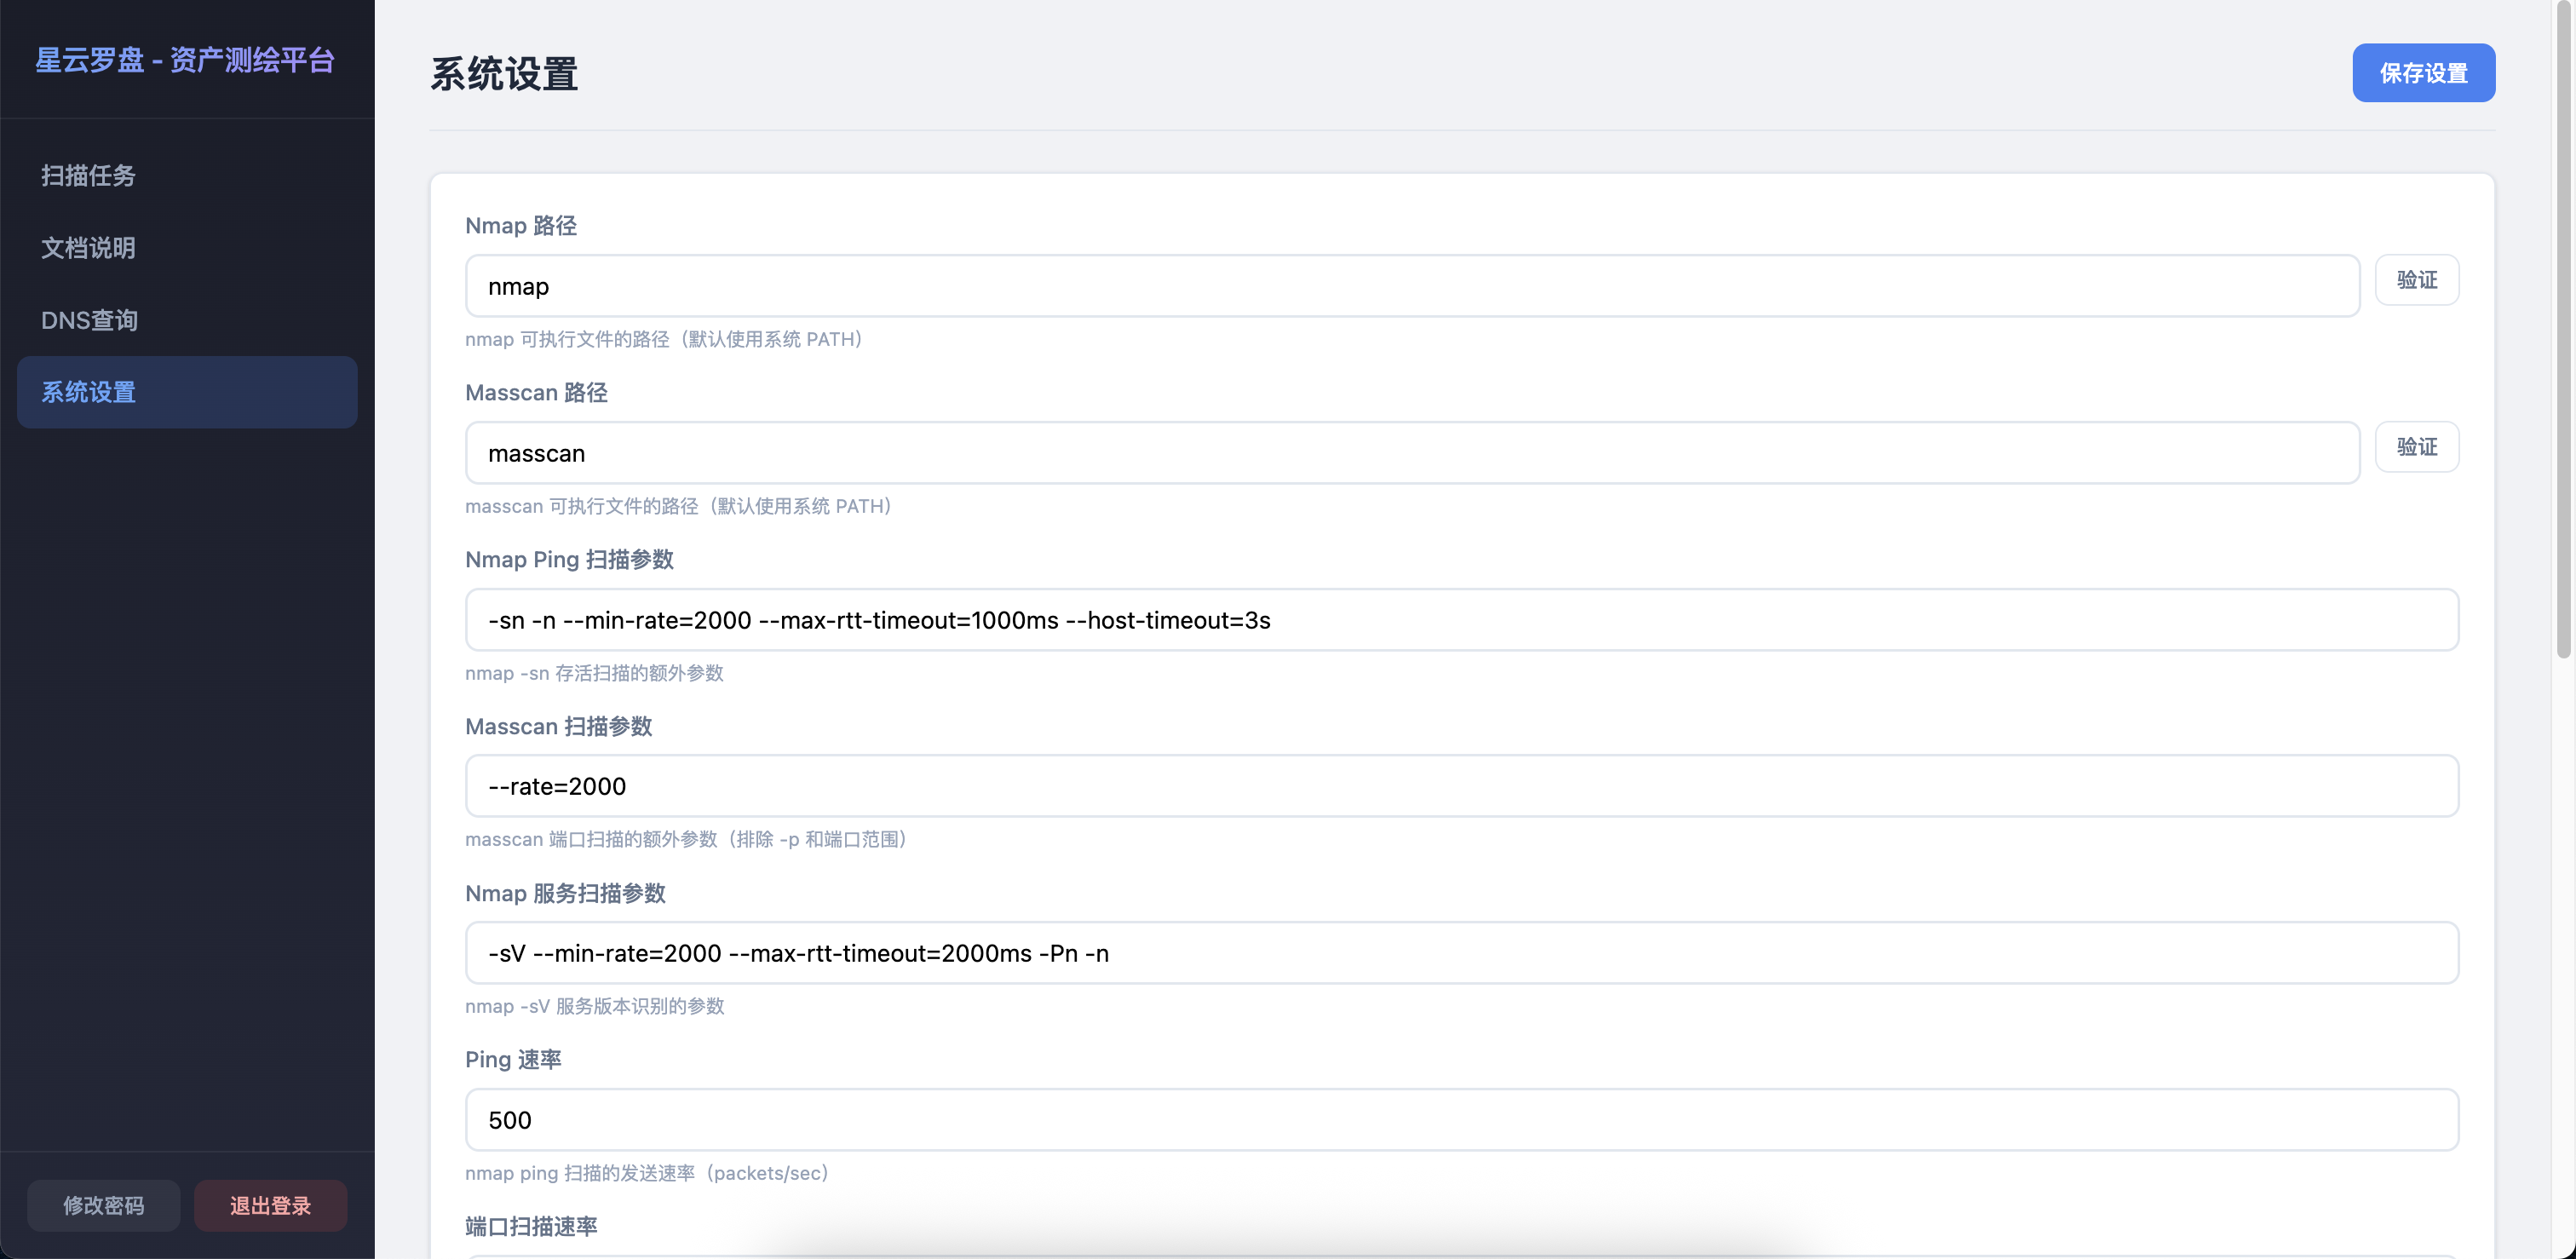 星云罗盘 - 资产测绘平台
扫描任务
文档说明
DNS查询
系统设置
修改密码
退出登录
系统设置
保存设置
Nmap 路径
nmap
验证
nmap 可执行文件的路径（默认使用系统 PATH）
Masscan 路径
masscan
验证
masscan 可执行文件的路径（默认使用系统 PATH）
Nmap Ping 扫描参数
-sn -n --min-rate=2000 --max-rtt-timeout=1000ms --host-timeout=3s
nmap -sn 存活扫描的额外参数
Masscan 扫描参数
--rate=2000
masscan 端口扫描的额外参数（排除 -p 和端口范围）
Nmap 服务扫描参数
-sV --min-rate=2000 --max-rtt-timeout=2000ms -Pn -n
nmap -sV 服务版本识别的参数
Ping 速率
500
nmap ping 扫描的发送速率（packets/sec）
端口扫描速率